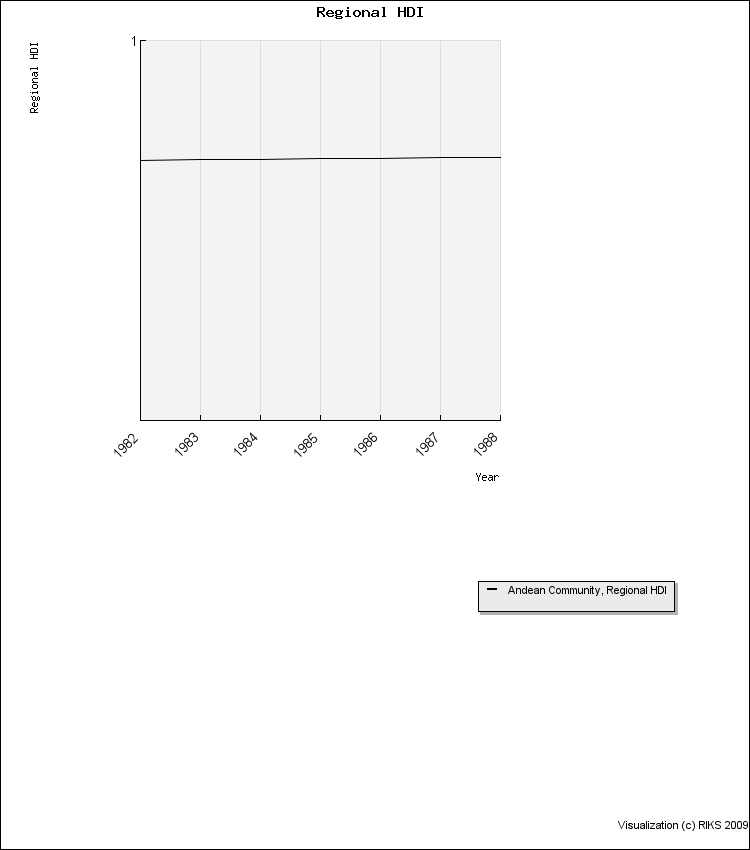 Regional HDI
Regional HDI
1
1982 1983 1984 1985 1986 1987 1988
Year
Andean Community, Regional HDI
Visualization (c) RIKS 2009